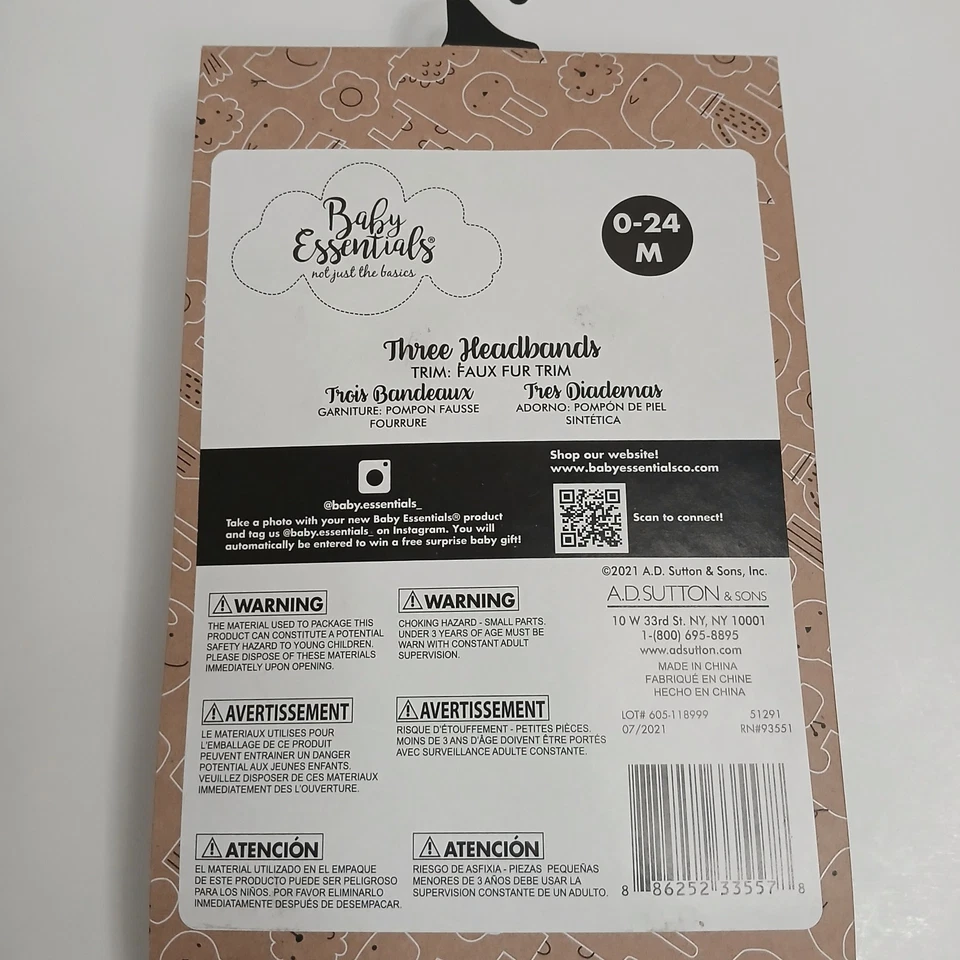 Baby
Essentials®
not just the basics
0-24
M
Three Headbands
TRIM: FAUX FUR TRIM
Trois Bandeaux
GARNITURE: POMPON FAUSSE
FOURRURE
Tres Diademas
ADORNO: POMPÓN DE PIEL
SINTÉTICA
@baby.essentials_
Take a photo with your new Baby Essentials® product
and tag us @baby.essentials_ on Instagram. You will
automatically be entered to win a free surprise baby gift!
Shop our website!
www.babyessentialsco.com
Scan to connect!
©2021 A.D. Sutton & Sons, Inc.
A.D. SUTTON & SONS
10 W 33rd St. NY, NY 10001
1-(800) 695-8895
www.adsutton.com
MADE IN CHINA
FABRIQUÉ EN CHINE
HECHO EN CHINA
LOT# 605-118999 51291
07/2021 RN#93551
WARNING
THE MATERIAL USED TO PACKAGE THIS
PRODUCT CAN CONSTITUTE A POTENTIAL
SAFETY HAZARD TO YOUNG CHILDREN.
PLEASE DISPOSE OF THESE MATERIALS
IMMEDIATELY UPON OPENING.
WARNING
CHOKING HAZARD - SMALL PARTS.
UNDER 3 YEARS OF AGE MUST BE
WARN WITH CONSTANT ADULT
SUPERVISION.
AVERTISSEMENT
LE MATERIAUX UTILISES POUR
L'EMBALLAGE DE CE PRODUIT
PEUVENT ENTRAINER UN DANGER
POTENTIAL AUX JEUNES ENFANTS.
VEUILLEZ DISPOSER DE CES MATERIAUX
IMMEDIATEMENT DES L'OUVERTURE.
AVERTISSEMENT
RISQUE D'ÉTOUFFEMENT - PETITES PIÈCES.
MOINS DE 3 ANS D'ÂGE DOIVENT ÊTRE PORTÉS
AVEC SURVEILLANCE ADULTE CONSTANTE.
ATENCIÓN
EL MATERIAL UTILIZADO EN EL EMPAQUE
DE ESTE PRODUCTO PUEDE SER PELIGROSO
PARA LOS NIÑOS. POR FAVOR ELIMINARLO
INMEDIATAMENTE DESPUÉS DE DESEMPACAR.
ATENCIÓN
RIESGO DE ASFIXIA - PIEZAS PEQUEÑAS
MENORES DE 3 AÑOS DEBE USAR LA
SUPERVISIÓN CONSTANTE DE UN ADULTO.
8 86252 33557 8